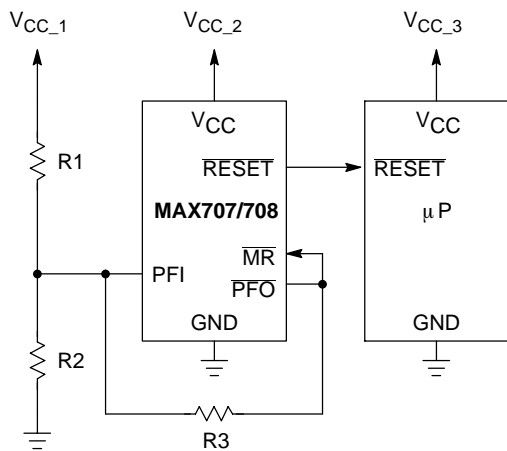 VCC_1
VCC_2
VCC_3
VCC
VCC
R1
RESET
RESET
MAX707/708
μP
MR
PFI
PFO
GND
GND
R2
R3